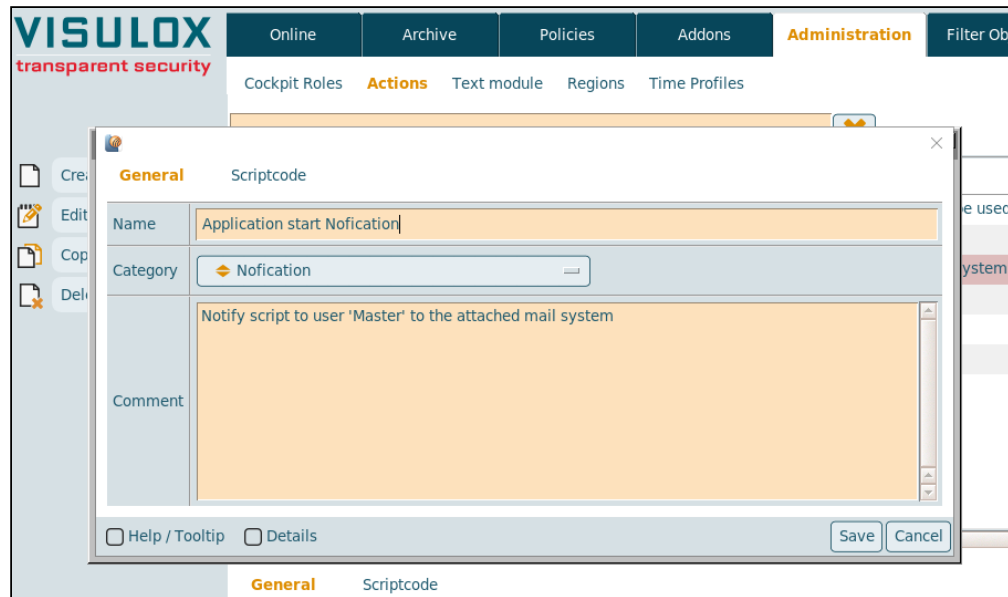 VISULOX
transparent security
Online Archive Policies Addons Administration Filter Ob
Cockpit Roles Actions Text module Regions Time Profiles
General Scriptcode
Crea
Name Application start Nofication
Edit
be used
Cop
Category Nofication
ystem
Dele
Notify script to user 'Master' to the attached mail system
Comment
Help / Tooltip Details Save Cancel
General Scriptcode